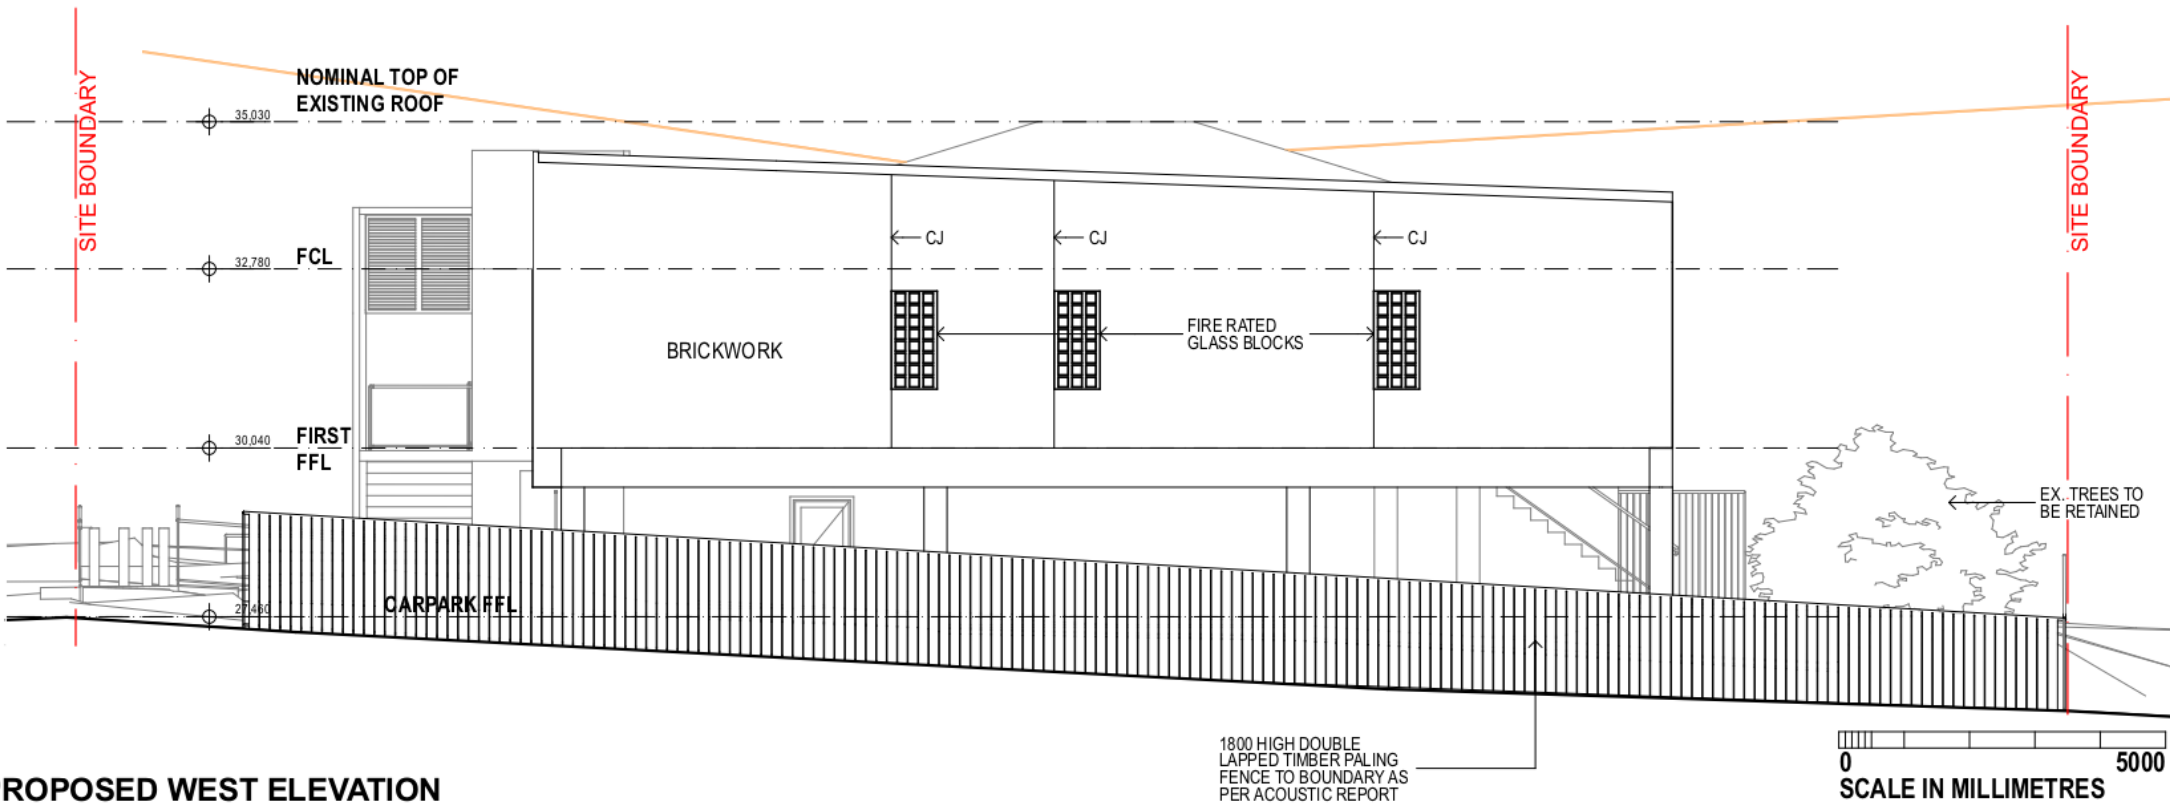 NOMINAL TOP OF
EXISTING ROOF
35,030
SITE BOUNDARY
SITE BOUNDARY
CJ
CJ
CJ
32,780
FCL
FIRE RATED
GLASS BLOCKS
BRICKWORK
30,040
FIRST
FFL
EX. TREES TO
BE RETAINED
27,460
CARPARK FFL
1800 HIGH DOUBLE
LAPPED TIMBER PALING
FENCE TO BOUNDARY AS
PER ACOUSTIC REPORT
0
5000
SCALE IN MILLIMETRES
ROPOSED WEST ELEVATION